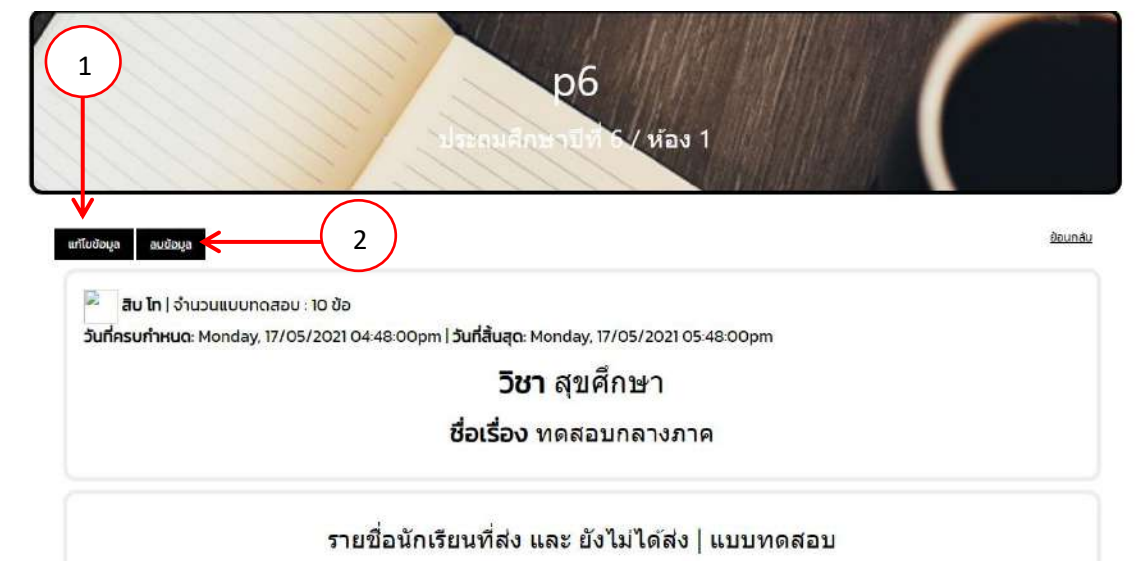 1
p6
ประถมศึกษาปีที่ 6 / ห้อง 1
2
แก้ไขข้อมูล ลบข้อมูล ย้อนกลับ
สิบ โท | จำนวนแบบทดสอบ : 10 ข้อ
วันที่ครบกำหนด: Monday, 17/05/2021 04:48:00pm | วันที่สิ้นสุด: Monday, 17/05/2021 05:48:00pm
วิชา สุขศึกษา
ชื่อเรื่อง ทดสอบกลางภาค
รายชื่อนักเรียนที่ส่ง และ ยังไม่ได้ส่ง | แบบทดสอบ